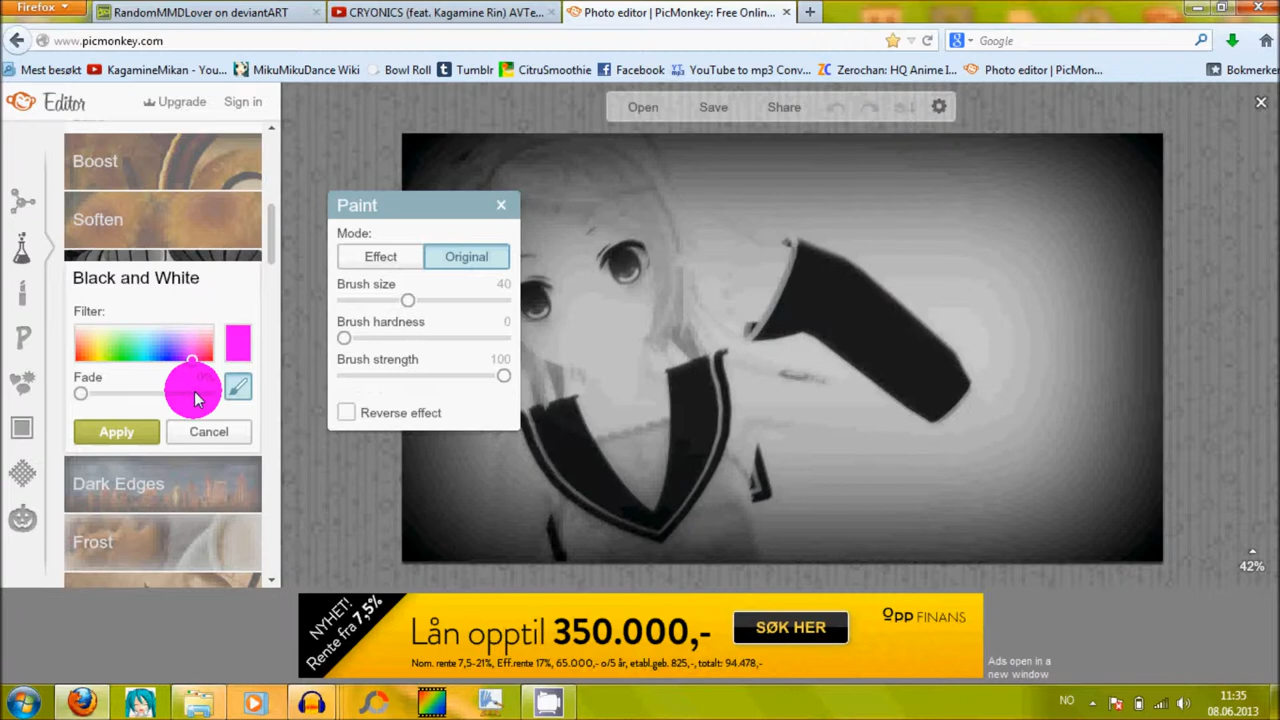 Firefox
RandomMMDLover on deviantART
CRYONICS (feat. Kagamine Rin) AVTe...
Photo editor | PicMonkey: Free Onlin...
www.picmonkey.com
Google
Mest besøkt
KagamineMikan - You...
MikuMikuDance Wiki
Bowl Roll
Tumblr
CitruSmoothie
Facebook
YouTube to mp3 Conv...
Zerochan: HQ Anime I...
Photo editor | PicMon...
Bokmerker
Editor
Upgrade
Sign in
Open
Save
Share
Boost
Soften
Black and White
Filter:
Fade
Apply
Cancel
Dark Edges
Frost
Paint
Mode:
Effect
Original
Brush size
40
Brush hardness
0
Brush strength
100
Reverse effect
42%
NYHET!
Rente fra 7,5%
Lån opptil 350.000,-
Nom. rente 7,5-21%, Eff.rente 17%, 65.000,- o/5 år, etabl.geb. 825,-, totalt: 94.478,-
SØK HER
OPP FINANS
Ads open in a
new window
NO
11:35
08.06.2013